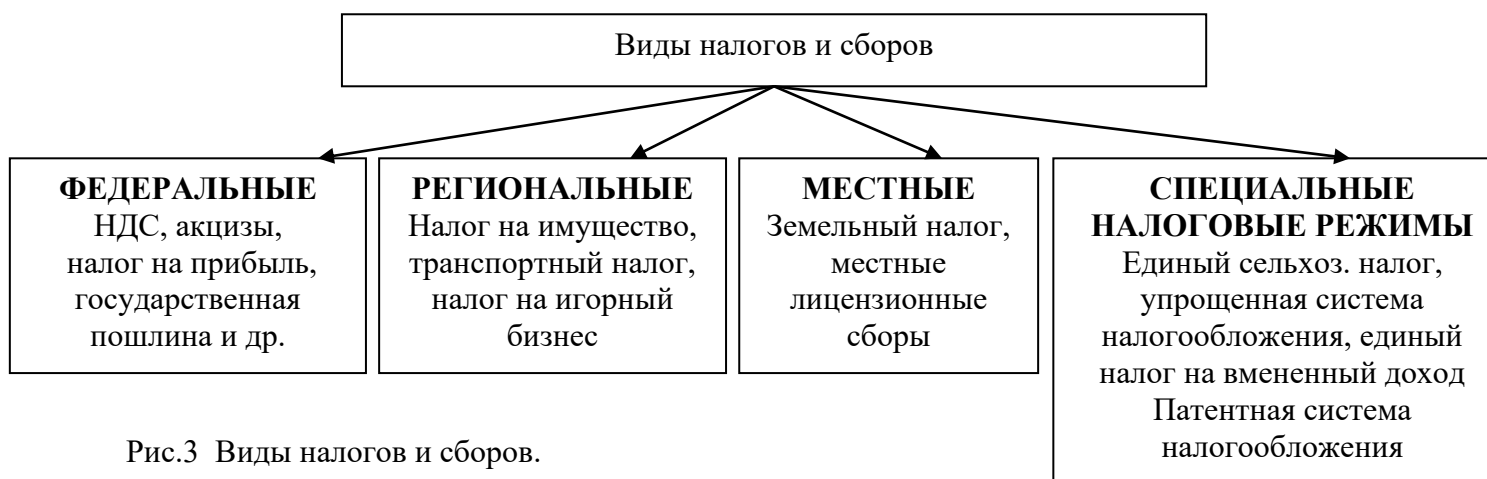 Виды налогов и сборов
ФЕДЕРАЛЬНЫЕ
НДС, акцизы,
налог на прибыль,
государственная
пошлина и др.
РЕГИОНАЛЬНЫЕ
Налог на имущество,
транспортный налог,
налог на игорный
бизнес
МЕСТНЫЕ
Земельный налог,
местные
лицензионные
сборы
СПЕЦИАЛЬНЫЕ
НАЛОГОВЫЕ РЕЖИМЫ
Единый сельхоз. налог,
упрощенная система
налогообложения, единый
налог на вмененный доход
Патентная система
налогообложения
Рис.3 Виды налогов и сборов.